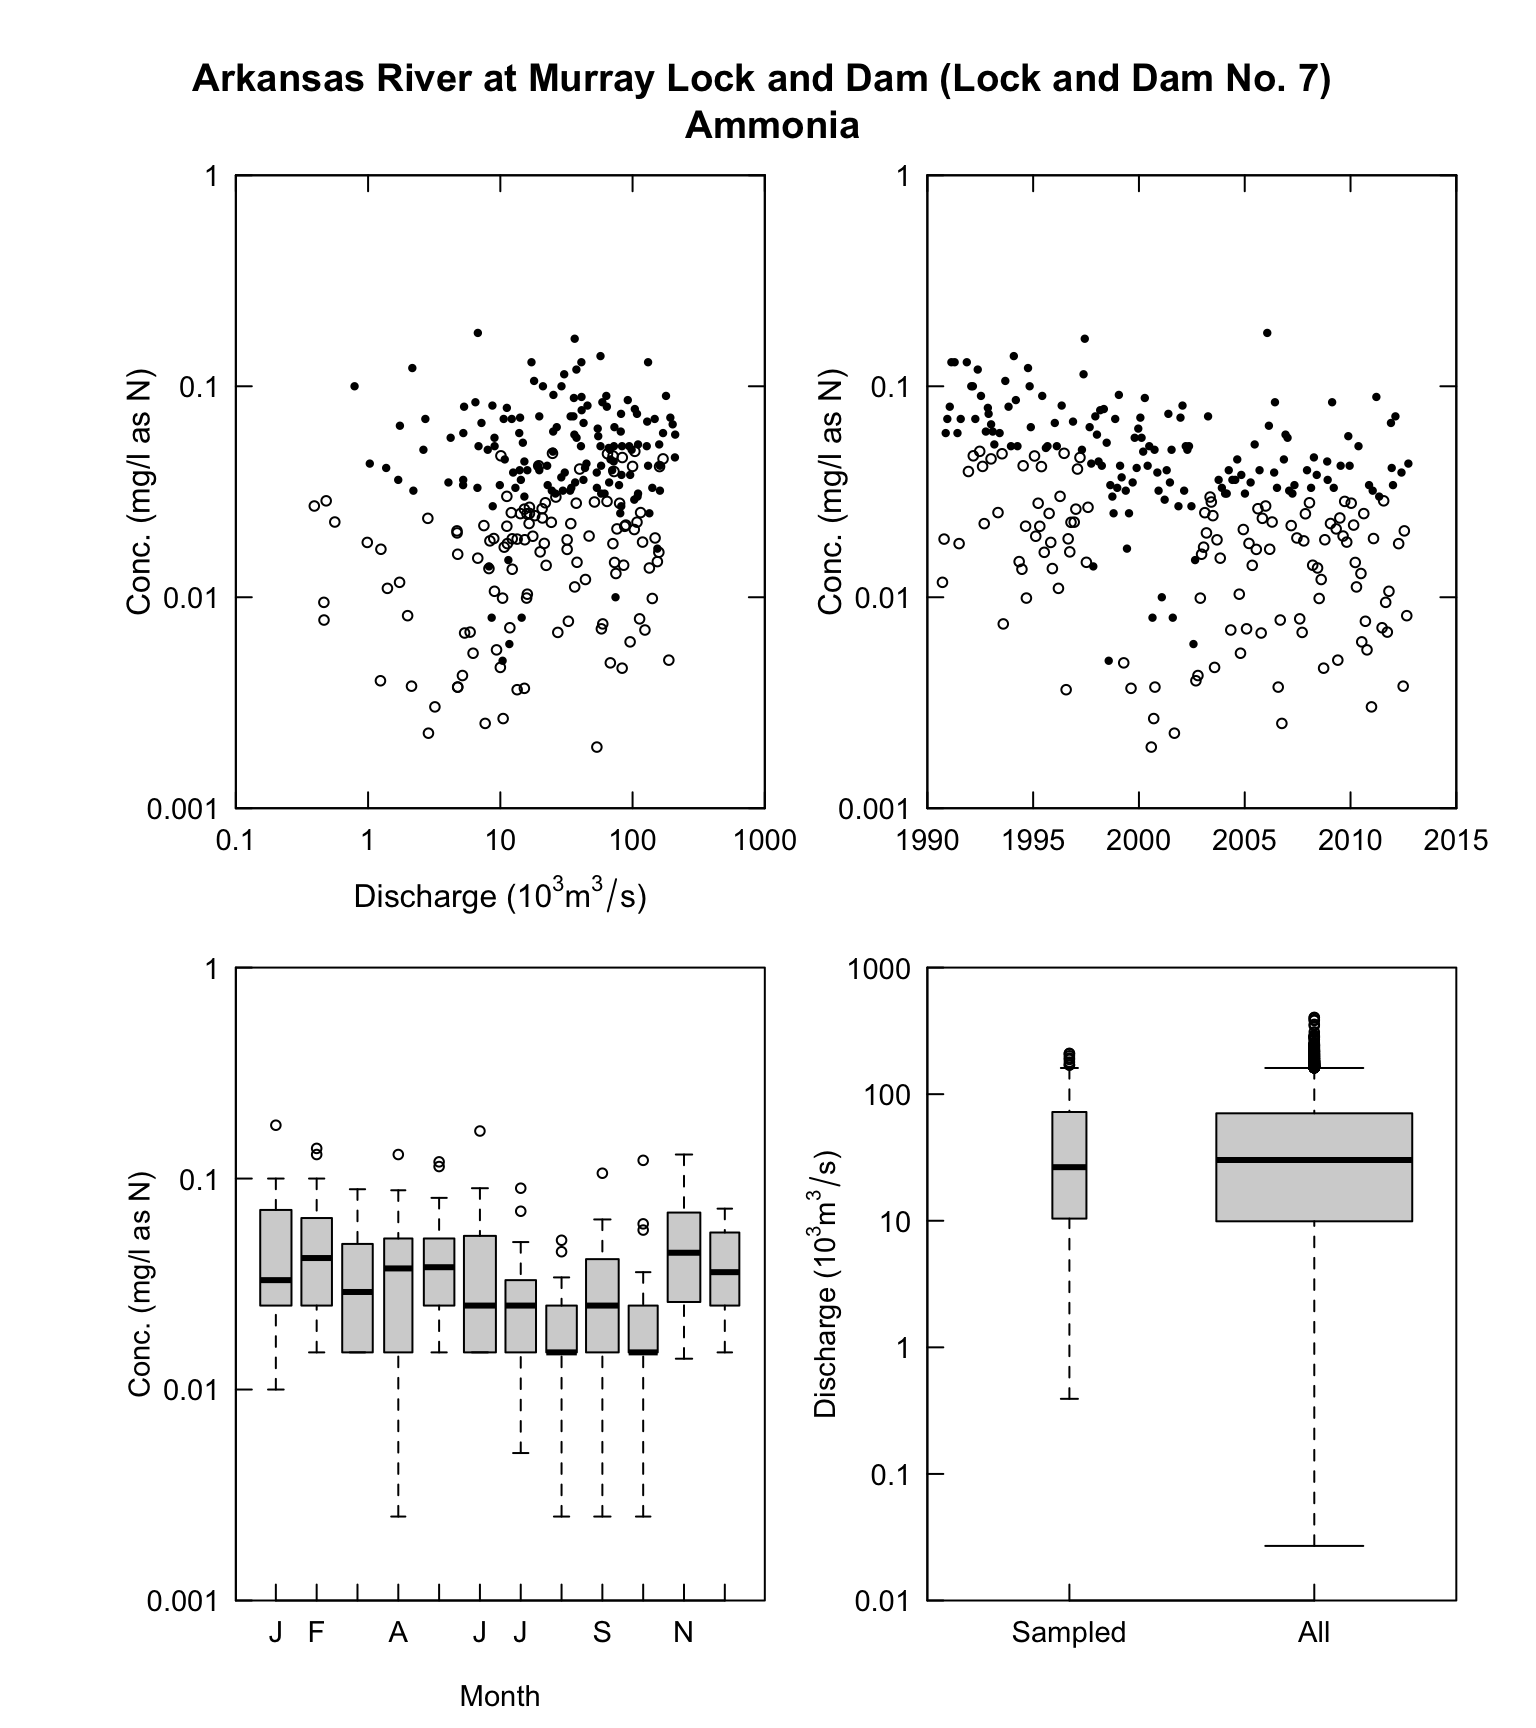 Arkansas River at Murray Lock and Dam (Lock and Dam No. 7)
Ammonia
Conc. (mg/l as N)
1
0.1
0.01
0.001
0.1 1 10 100 1000
Discharge (10³m³/s)
Conc. (mg/l as N)
1
0.1
0.01
0.001
1990 1995 2000 2005 2010 2015
Conc. (mg/l as N)
1
0.1
0.01
0.001
J F A J J S N
Month
Discharge (10³m³/s)
1000
100
10
1
0.1
0.01
Sampled All